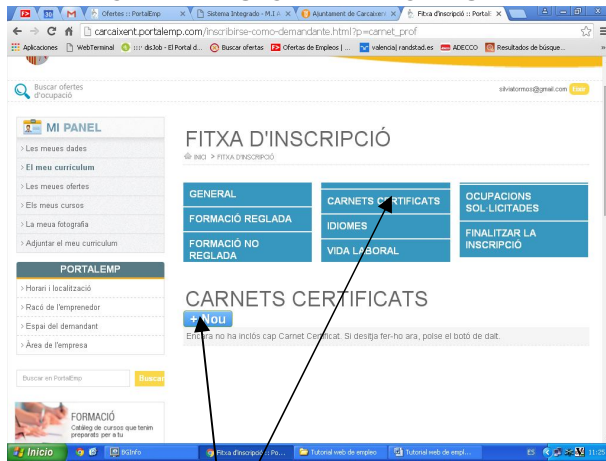 Ofertes :: PortalEmp
Sistema Integrado - M.I A
Ajuntament de Carcaixen
Fitxa d'inscripció :: Portal
carcaixent.portalemp.com/inscribirse-como-demandante.html?p=carnet_prof
Aplicaciones
WebTerminal
disJob - El Portal d...
Buscar ofertas
Ofertas de Empleos | ...
valencia| randstad.es
ADECCO
Resultados de búsque...
Buscar ofertes
d'ocupació
silviatormos@gmail.com
MI PANEL
> Les meues dades
> El meu currículum
> Les meues ofertes
> Els meus cursos
> La meua fotografia
> Adjuntar el meu curriculum
PORTALEMP
> Horari i localització
> Racó de l'emprenedor
> Espai del demandant
> Àrea de l'empresa
Buscar en PortalEmp
Buscar
FORMACIÓ
Catàleg de cursos que tenim
preparats per a tu
FITXA D'INSCRIPCIÓ
INICI > FITXA D'INSCRIPCIÓ
GENERAL
FORMACIÓ REGLADA
FORMACIÓ NO
REGLADA
CARNETS CERTIFICATS
IDIOMES
VIDA LABORAL
OCUPACIONS
SOL·LICITADES
FINALITZAR LA
INSCRIPCIÓ
CARNETS CERTIFICATS
+ Nou
Encara no ha inclòs cap Carnet Certificat. Si desitja fer-ho ara, polse el botó de dalt.
Inicio
BGInfo
Fitxa d'inscripció :: Po...
Tutorial web de empleo
Tutorial web de empl...
ES
11:25